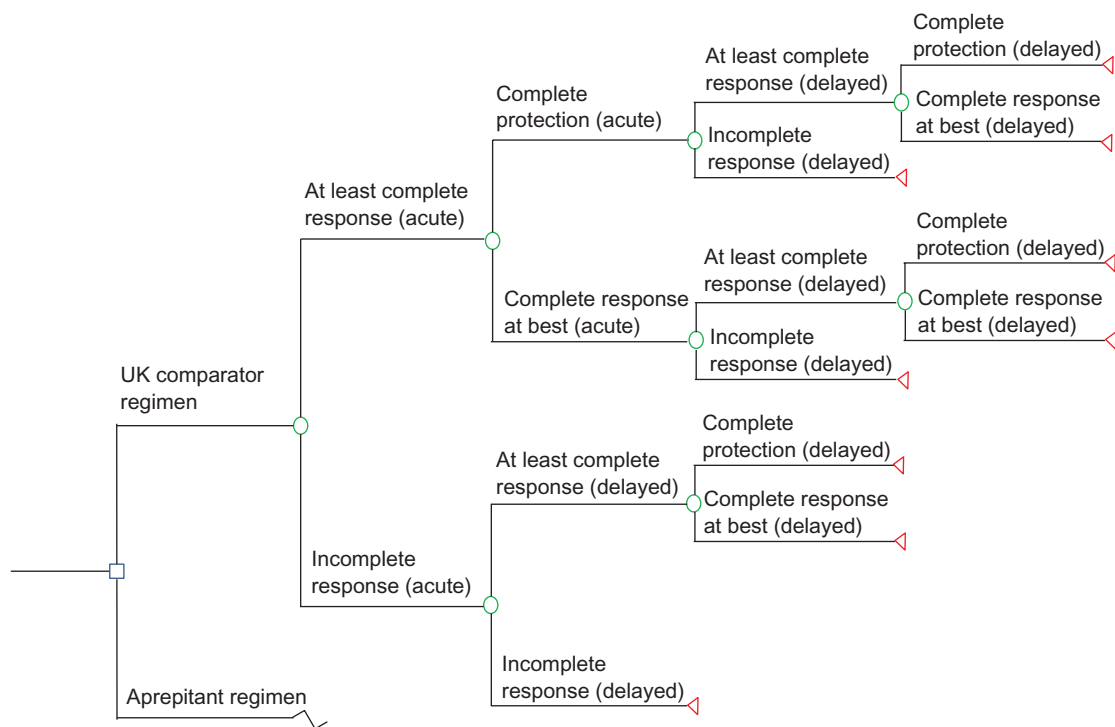 Complete
protection (delayed)
At least complete
response (delayed)
Complete response
at best (delayed)
Complete
protection (acute)
Incomplete
response (delayed)
At least complete
response (acute)
Complete
protection (delayed)
At least complete
response (delayed)
Complete response
at best (delayed)
Complete response
at best (acute)
Incomplete
response (delayed)
UK comparator
regimen
Complete
protection (delayed)
At least complete
response (delayed)
Complete response
at best (delayed)
Incomplete
response (acute)
Incomplete
response (delayed)
Aprepitant regimen